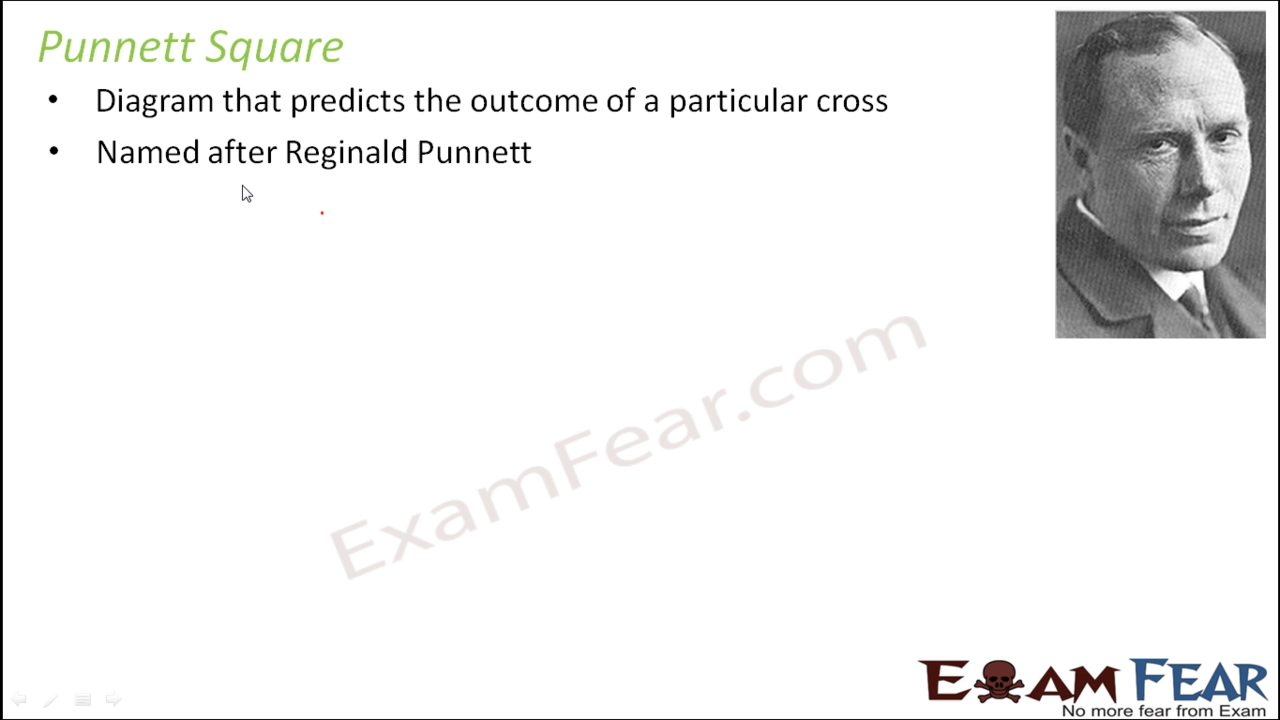 Punnett Square
• Diagram that predicts the outcome of a particular cross
• Named after Reginald Punnett
ExamFear.com
EXAM FEAR
No more fear from Exam